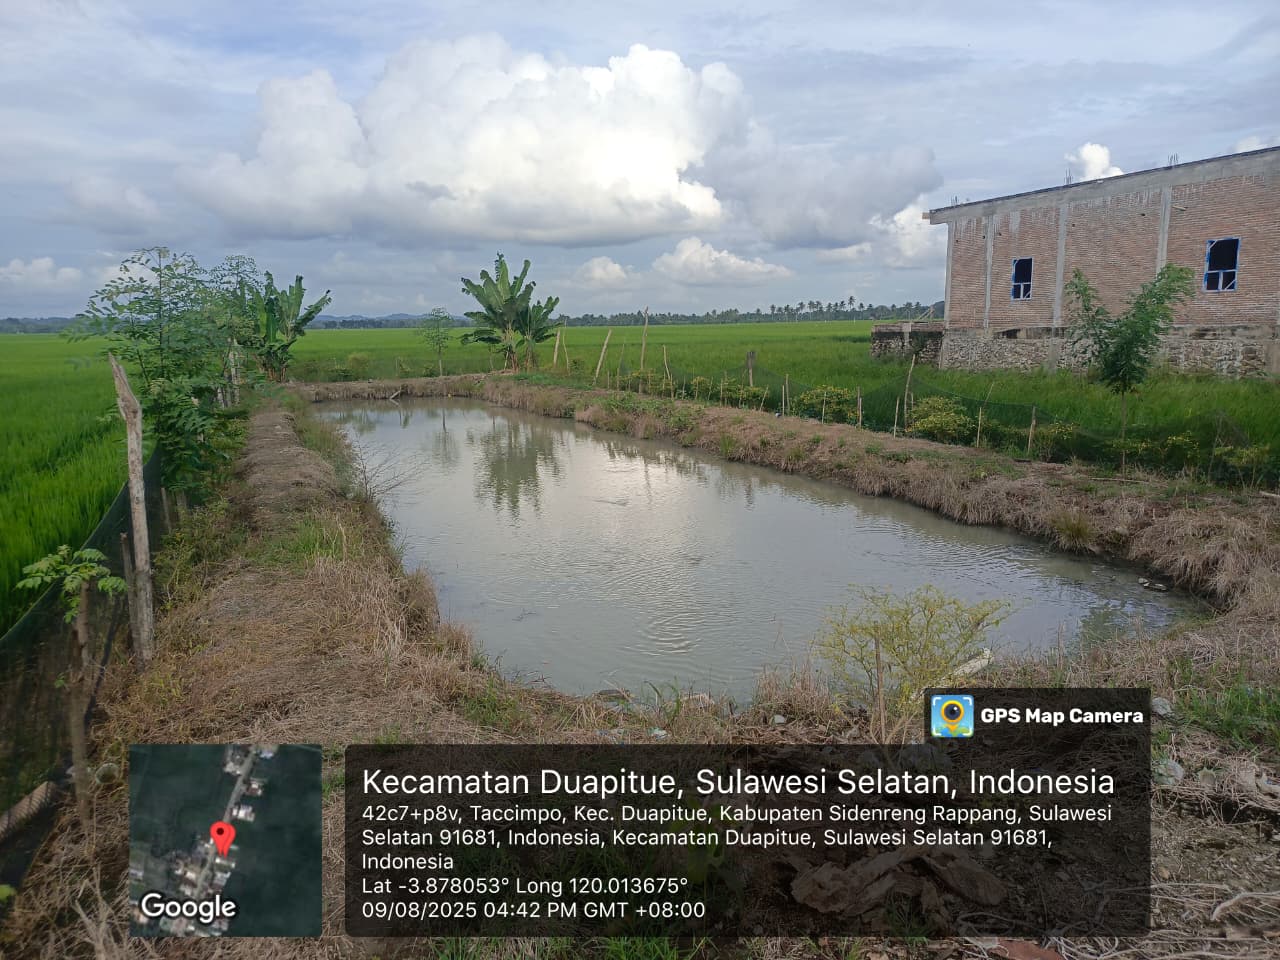 GPS Map Camera
Kecamatan Duapitue, Sulawesi Selatan, Indonesia
42c7+p8v, Taccimpo, Kec. Duapitue, Kabupaten Sidenreng Rappang, Sulawesi
Selatan 91681, Indonesia, Kecamatan Duapitue, Sulawesi Selatan 91681,
Indonesia
Lat -3.878053° Long 120.013675°
09/08/2025 04:42 PM GMT +08:00
Google